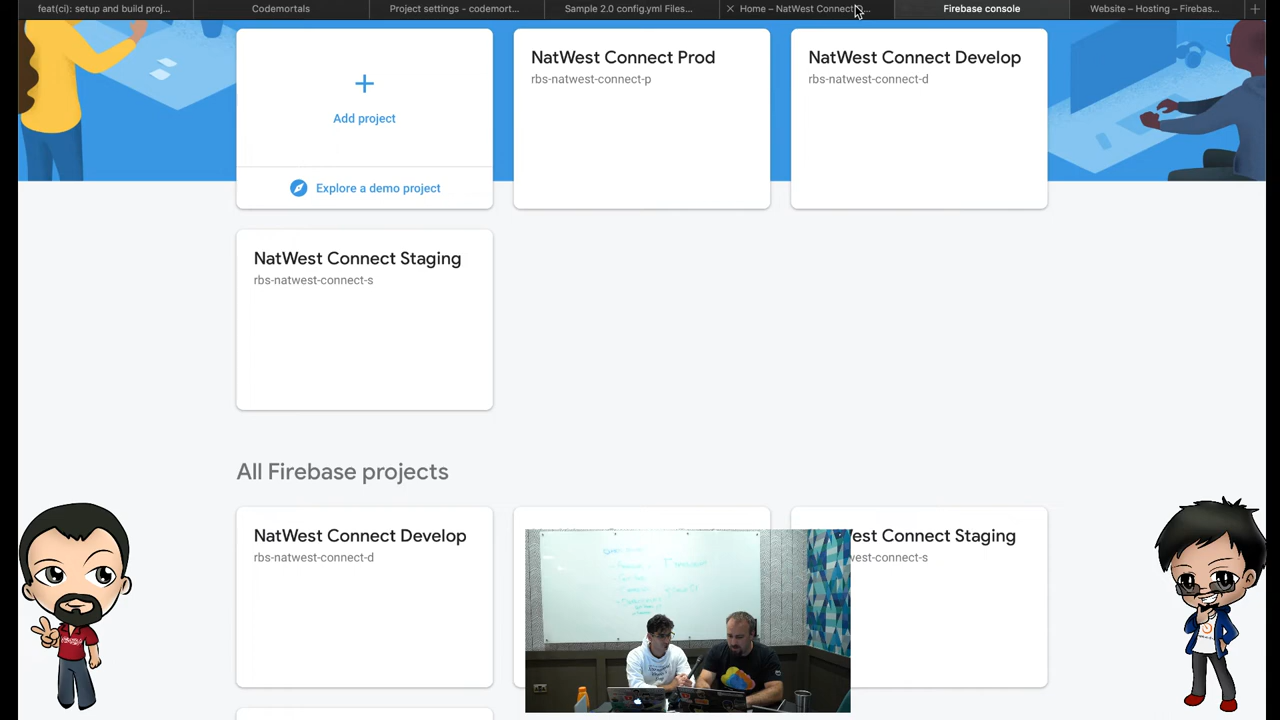 feat(ci): setup and build proj...
Codemortals
Project settings - codemort...
Sample 2.0 config.yml Files...
Home – NatWest Connect
Firebase console
Website – Hosting – Firebas...
Add project
Explore a demo project
NatWest Connect Prod
rbs-natwest-connect-p
NatWest Connect Develop
rbs-natwest-connect-d
NatWest Connect Staging
rbs-natwest-connect-s
All Firebase projects
NatWest Connect Develop
rbs-natwest-connect-d
est Connect Staging
west-connect-s